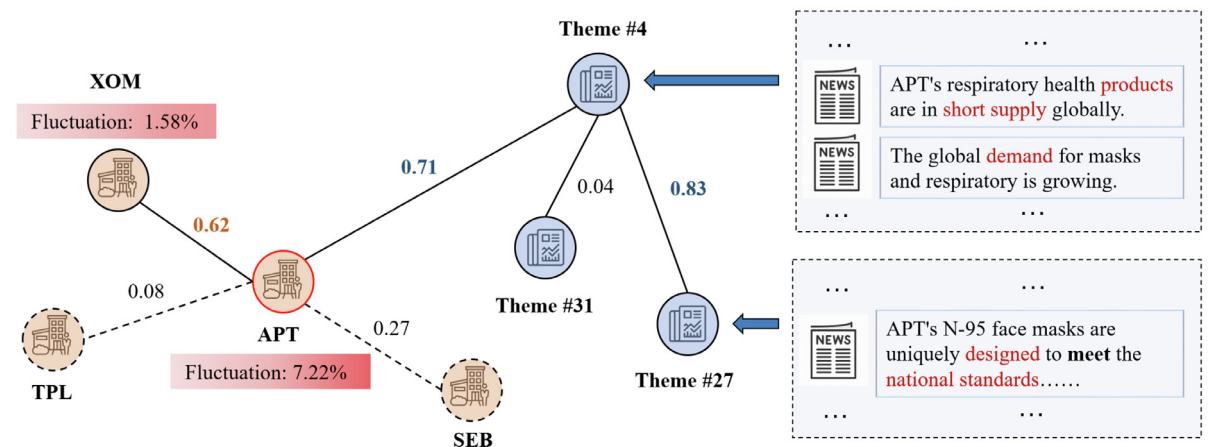 Theme #4
XOM
Fluctuation: 1.58%
0.62
0.71
0.04
0.83
0.08
0.27
APT
Fluctuation: 7.22%
TPL
SEB
Theme #31
Theme #27
...
...
NEWS
APT's respiratory health products
are in short supply globally.
NEWS
The global demand for masks
and respiratory is growing.
...
...
...
...
NEWS
APT's N-95 face masks are
uniquely designed to meet the
national standards……
...
...